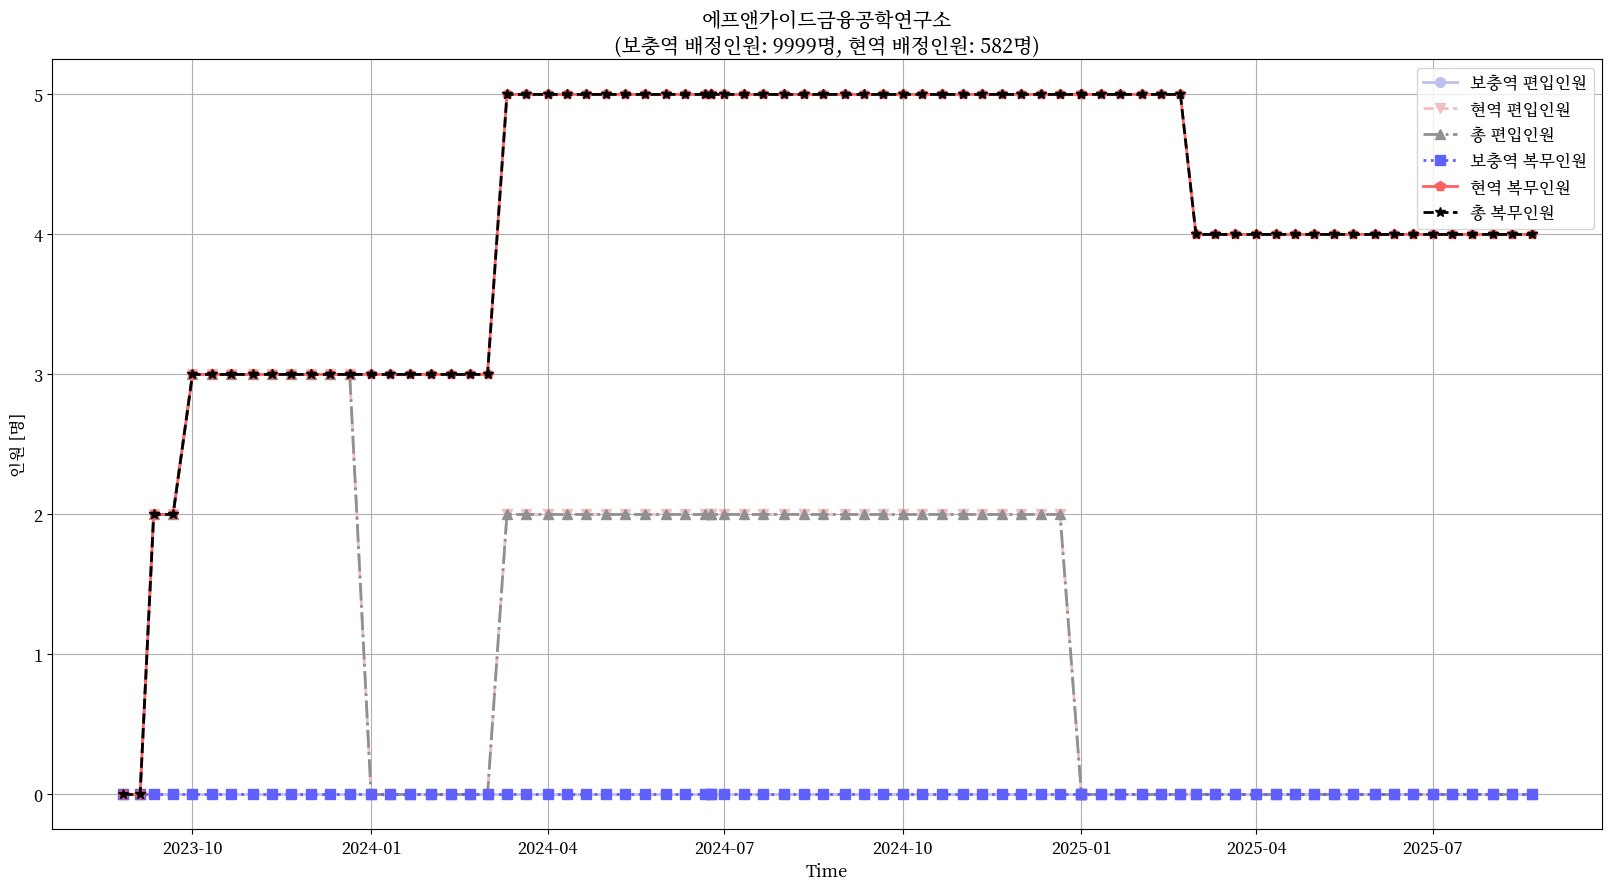 에프앤가이드금융공학연구소
(보충역 배정인원: 9999명, 현역 배정인원: 582명)
보충역 편입인원
현역 편입인원
총 편입인원
보충역 복무인원
현역 복무인원
총 복무인원
인원 [명]
5
4
3
2
1
0
2023-10
2024-01
2024-04
2024-07
2024-10
2025-01
2025-04
2025-07
Time